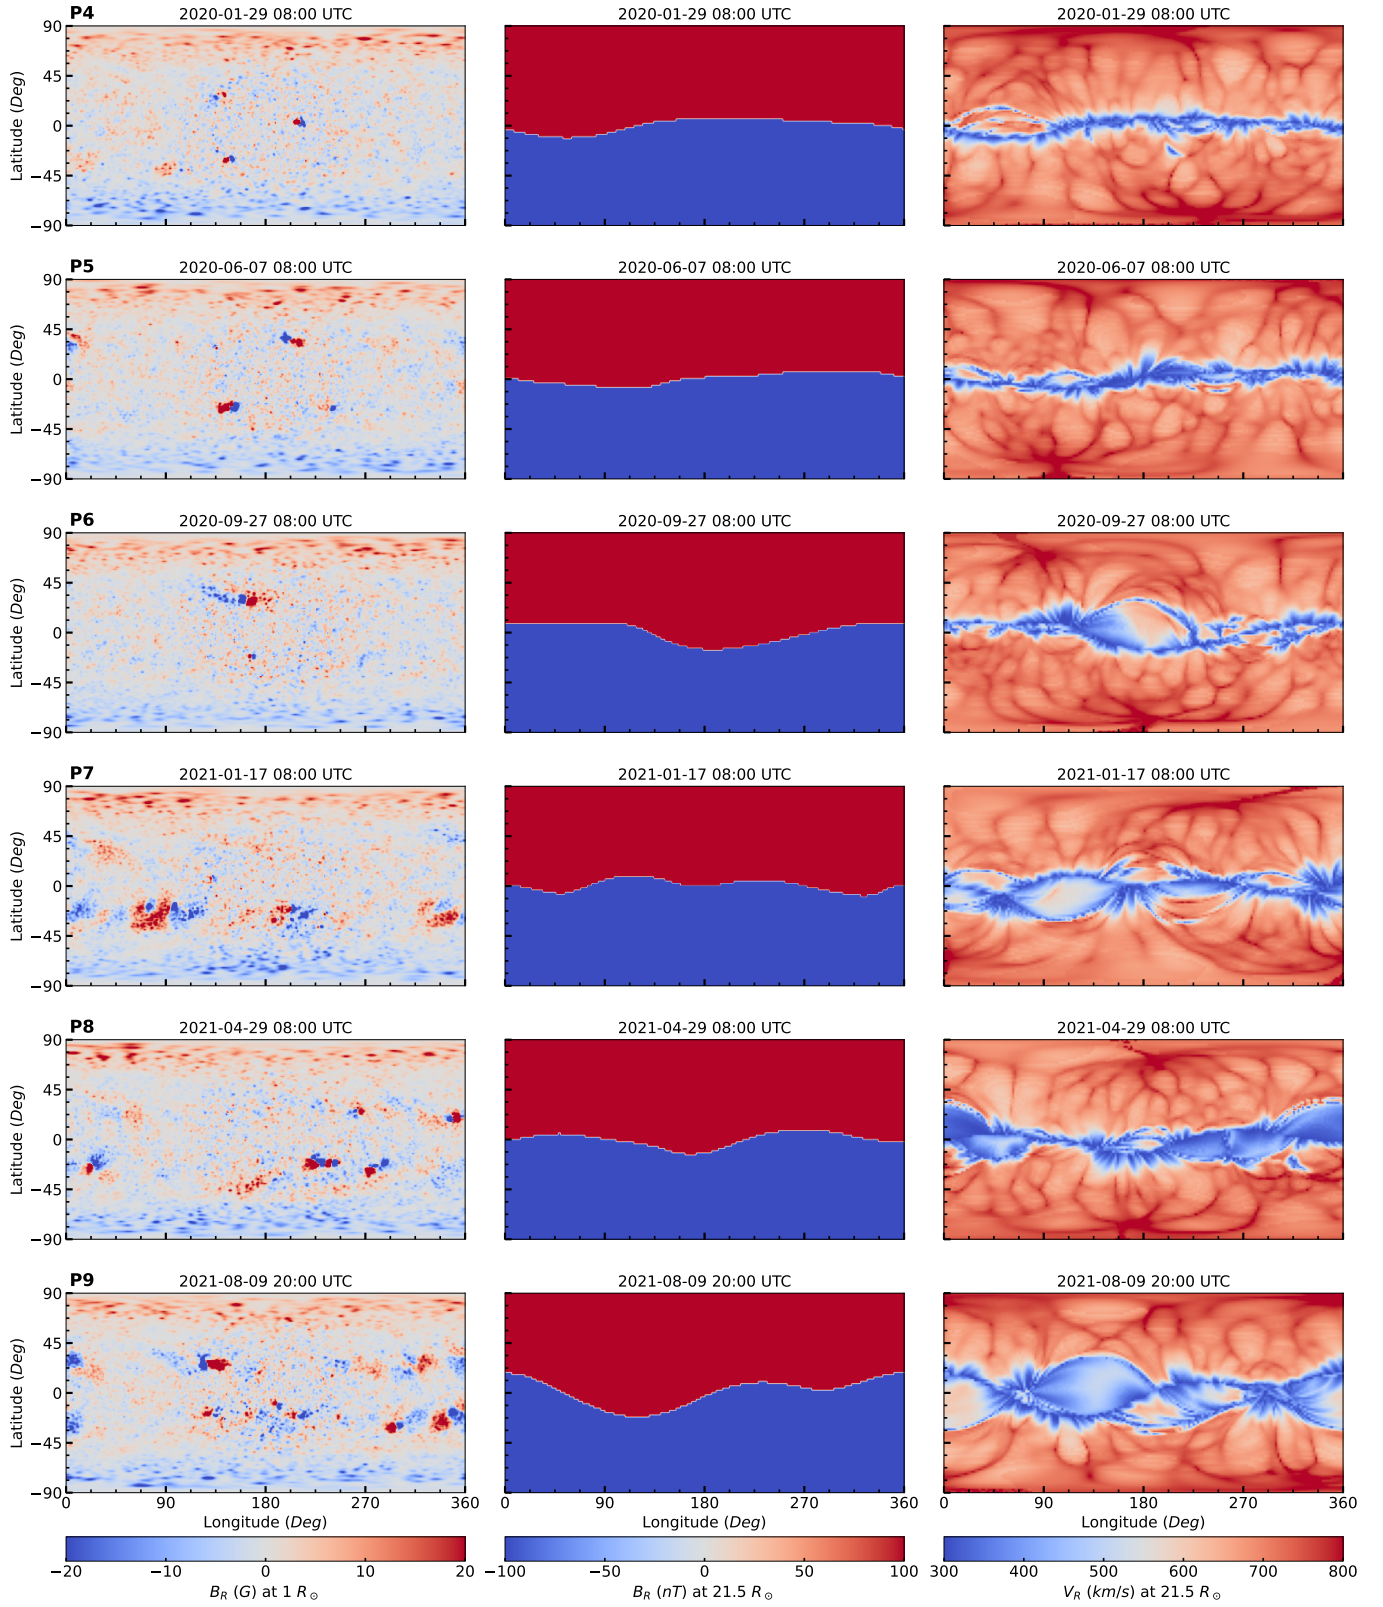 P4 2020-01-29 08:00 UTC 2020-01-29 08:00 UTC 2020-01-29 08:00 UTC
90
45
0
−45
−90
Latitude (Deg)
P5 2020-06-07 08:00 UTC 2020-06-07 08:00 UTC 2020-06-07 08:00 UTC
90
45
0
−45
−90
Latitude (Deg)
P6 2020-09-27 08:00 UTC 2020-09-27 08:00 UTC 2020-09-27 08:00 UTC
90
45
0
−45
−90
Latitude (Deg)
P7 2021-01-17 08:00 UTC 2021-01-17 08:00 UTC 2021-01-17 08:00 UTC
90
45
0
−45
−90
Latitude (Deg)
P8 2021-04-29 08:00 UTC 2021-04-29 08:00 UTC 2021-04-29 08:00 UTC
90
45
0
−45
−90
Latitude (Deg)
P9 2021-08-09 20:00 UTC 2021-08-09 20:00 UTC 2021-08-09 20:00 UTC
90
45
0
−45
−90
Latitude (Deg)
0 90 180 270 360 0 90 180 270 360 0 90 180 270 360
Longitude (Deg) Longitude (Deg) Longitude (Deg)
−20 −10 0 10 20 −100 −50 0 50 100 300 400 500 600 700 800
B_R (G) at 1 R_⊙ B_R (nT) at 21.5 R_⊙ V_R (km/s) at 21.5 R_⊙